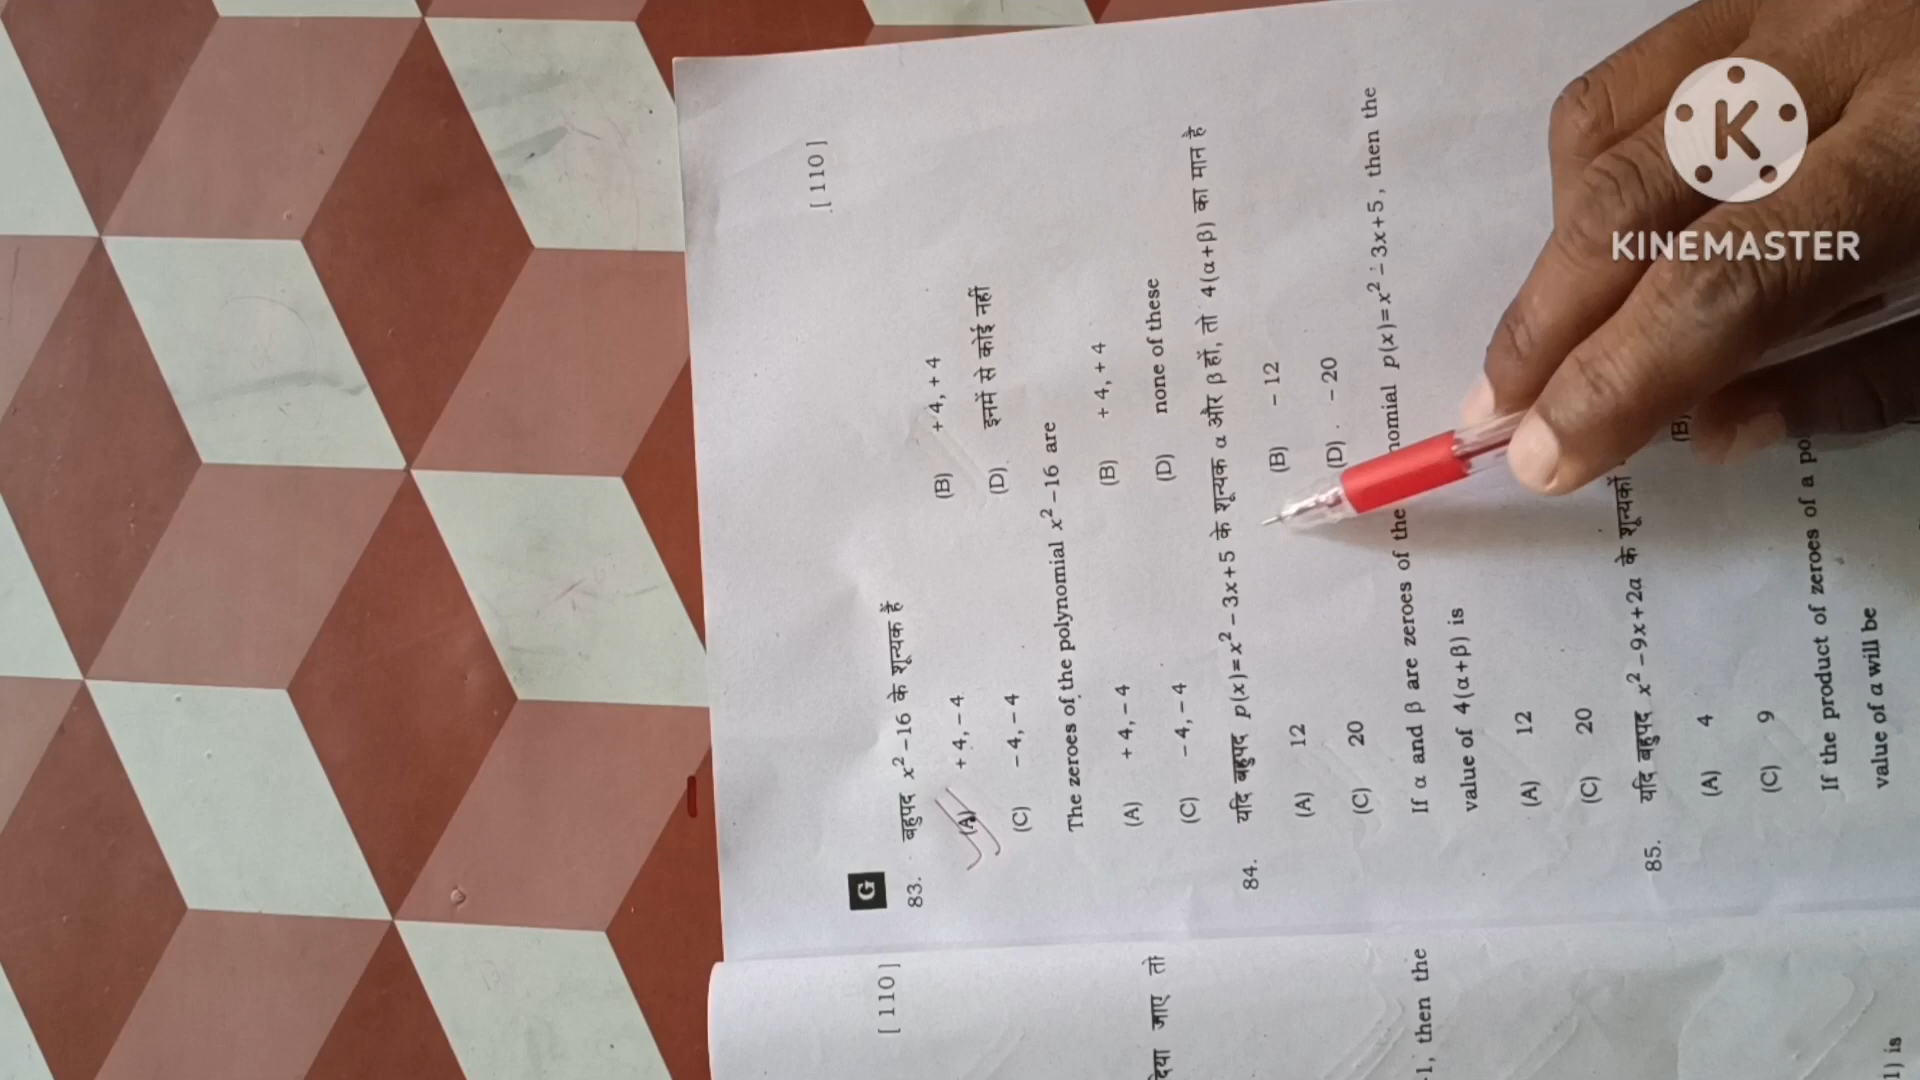 [ 110 ]
G
83. बहुपद x² – 16 के शून्यक हैं
(A) + 4, – 4 (B) + 4, + 4
(C) – 4, – 4 (D) इनमें से कोई नहीं
The zeroes of the polynomial x² – 16 are
(A) + 4, – 4 (B) + 4, + 4
(C) – 4, – 4 (D) none of these
84. यदि बहुपद p(x) = x² – 3x + 5 के शून्यक α और β हों, तो 4(α + β) का मान है
(A) 12 (B) – 12
(C) 20 (D) – 20
If α and β are zeroes of the nomial p(x) = x² – 3x + 5, then the
value of 4(α + β) is
(A) 12
(C) 20
85. यदि बहुपद x² – 9x + 2a के शून्यकों
(A) 4 (B)
(C) 9
If the product of zeroes of a po
value of a will be
[ 110 ]
दिया जाए तो
1, then the
1) is
KINEMASTER